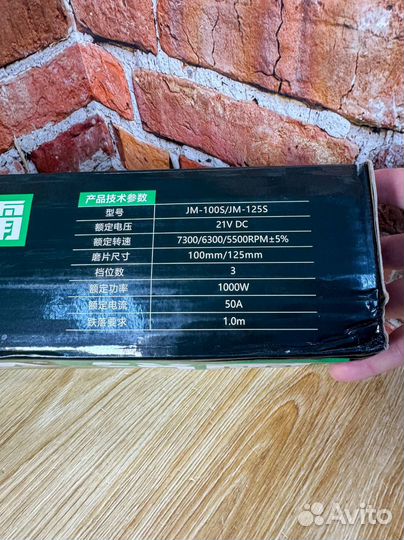 霸
产品技术参数
型号 JM-100S/JM-125S
额定电压 21V DC
额定转速 7300/6300/5500RPM±5%
磨片尺寸 100mm/125mm
档位数 3
额定功率 1000W
额定电流 50A
跌落要求 1.0m
Avito